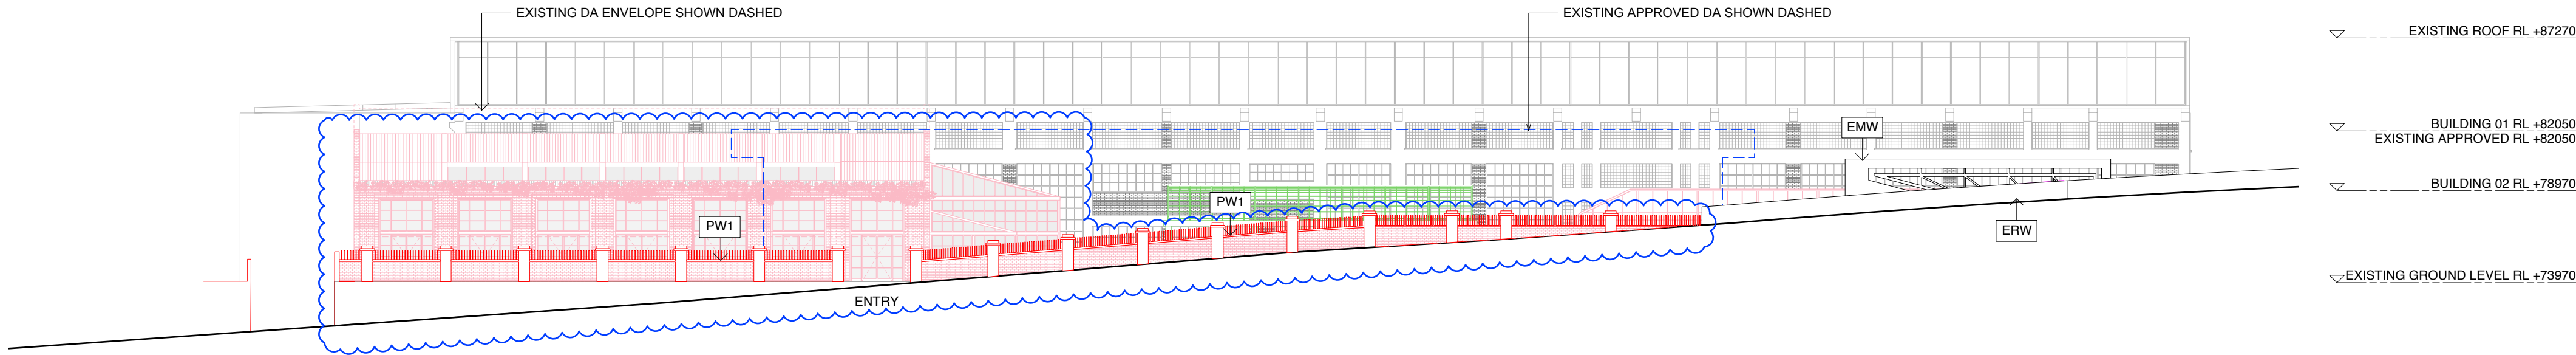 EXISTING DA ENVELOPE SHOWN DASHED
EXISTING APPROVED DA SHOWN DASHED
EXISTING ROOF RL +87270
EMW
BUILDING 01 RL +82050
EXISTING APPROVED RL +82050
BUILDING 02 RL +78970
PW1
PW1
ERW
EXISTING GROUND LEVEL RL +73970
ENTRY